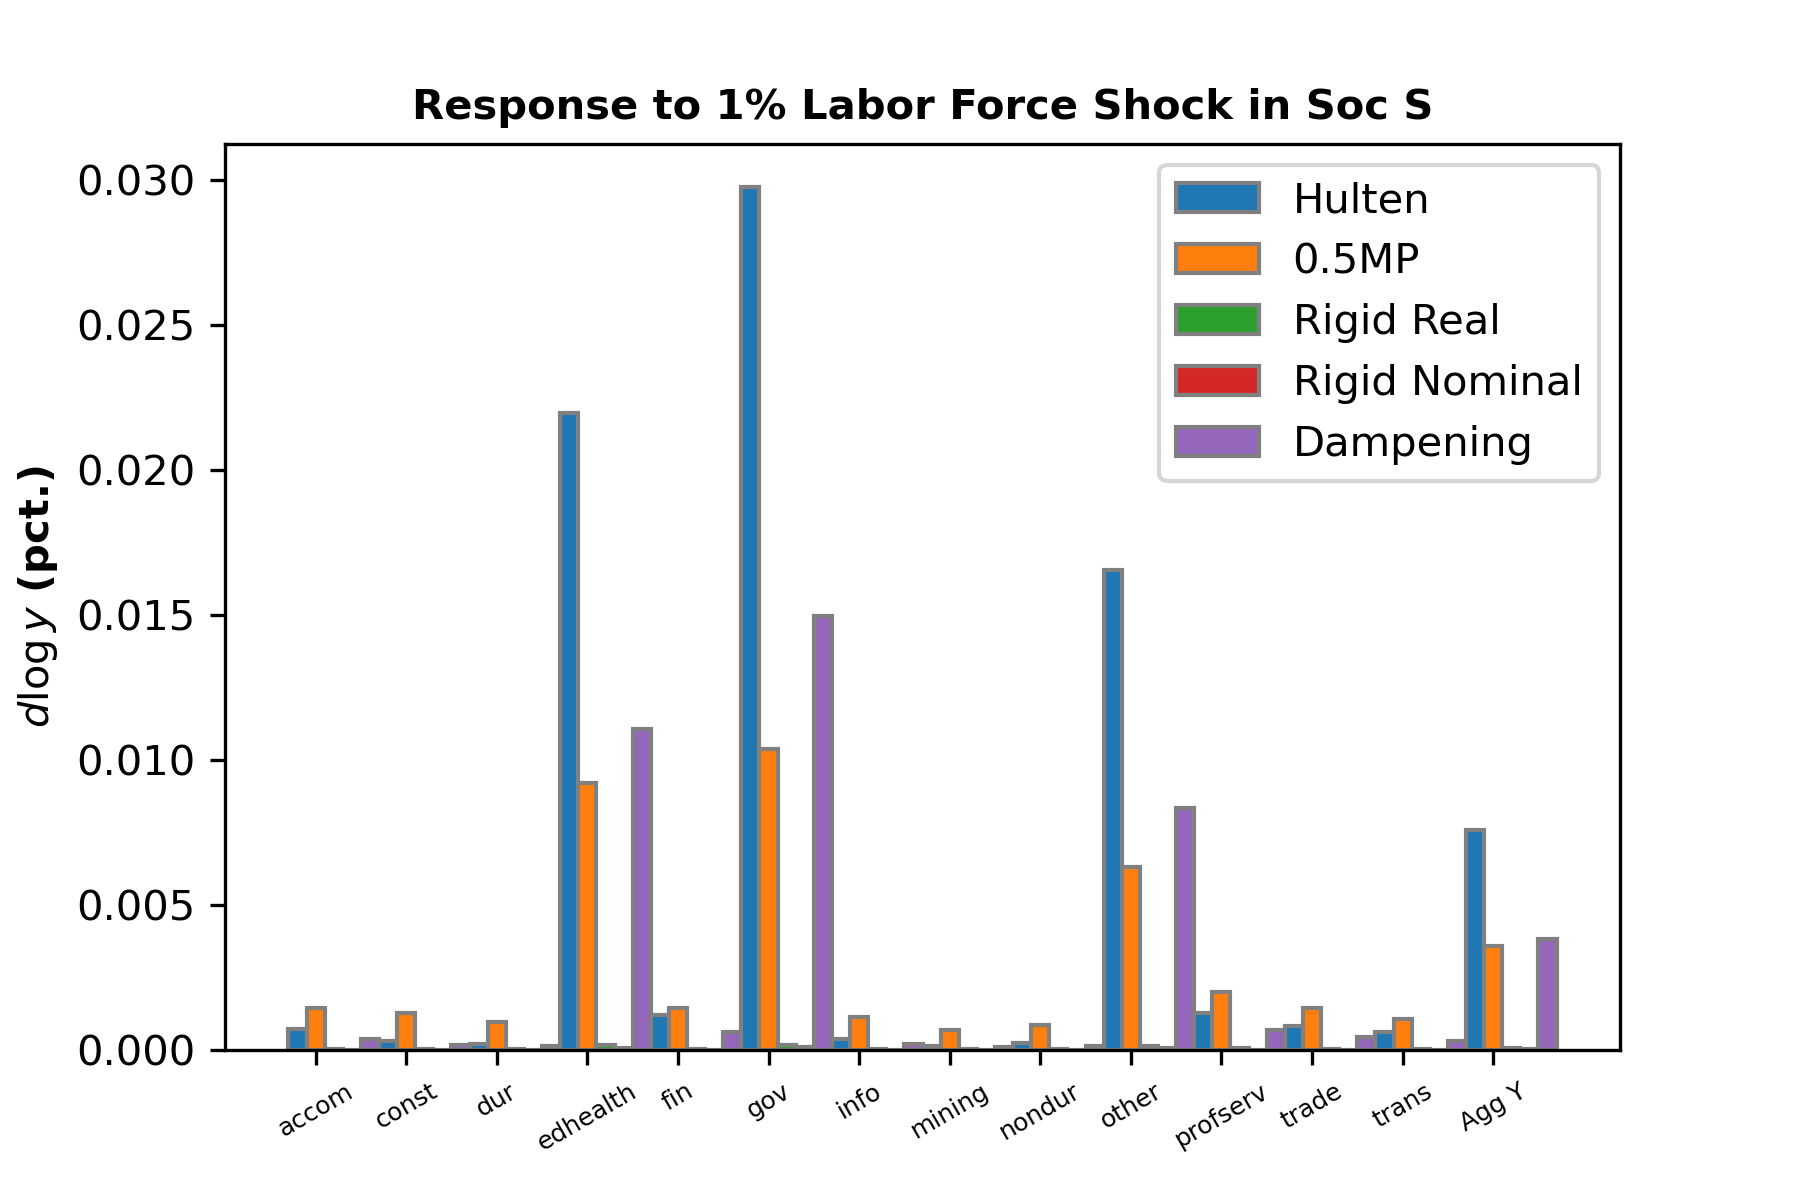 Response to 1% Labor Force Shock in Soc S
dlog y (pct.)
0.030
0.025
0.020
0.015
0.010
0.005
0.000
Hulten
0.5MP
Rigid Real
Rigid Nominal
Dampening
accom
const
dur
edhealth
fin
gov
info
mining
nondur
other
profserv
trade
trans
Agg Y